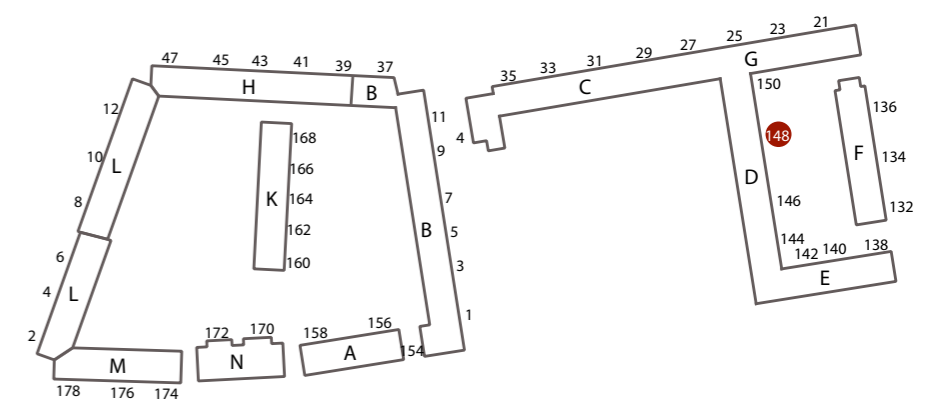 47 45 43 41 39 37
H B
12 10 8 6 4 2
L
L
168
166
164
162
160
K
11
9
7
5
3
1
B
172 170 158 156 154
M N A
178 176 174
35 33 31 29 27 25 23 21
C G
4
150
148
146
144
142 140 138
D
E
136
134
132
F